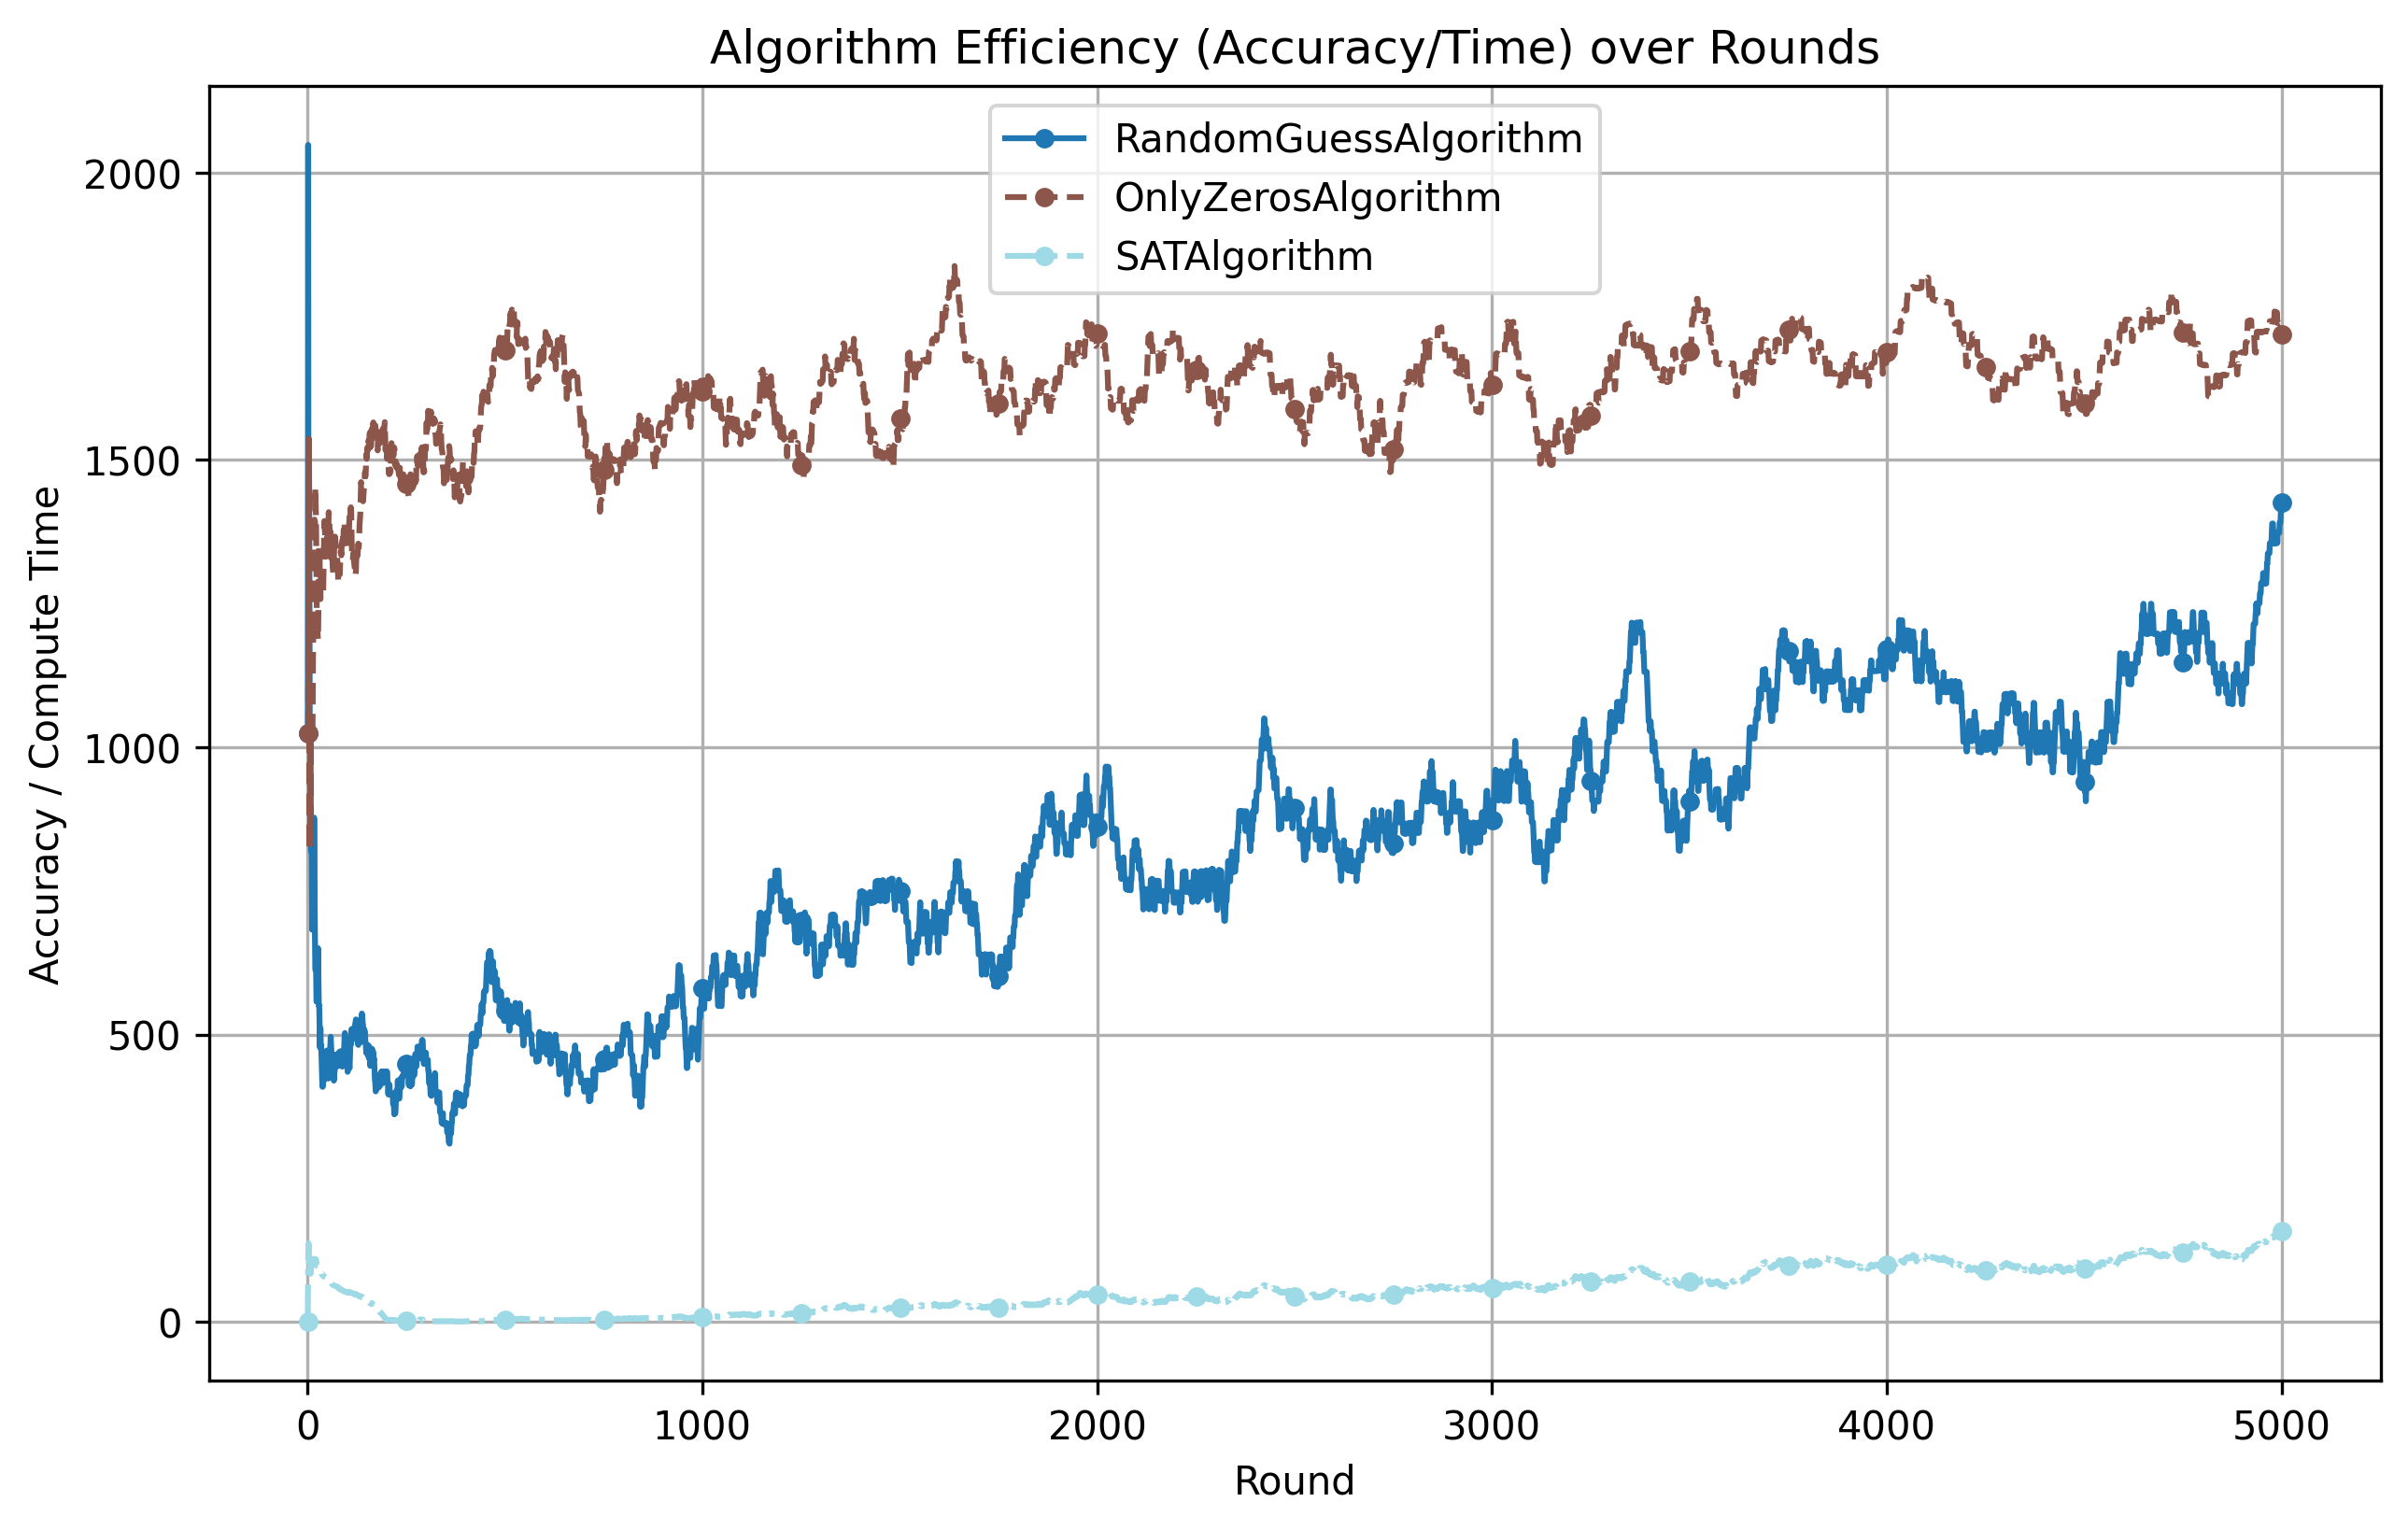 Algorithm Efficiency (Accuracy/Time) over Rounds
RandomGuessAlgorithm
OnlyZerosAlgorithm
SATAlgorithm
Accuracy / Compute Time
2000
1500
1000
500
0
0 1000 2000 3000 4000 5000
Round